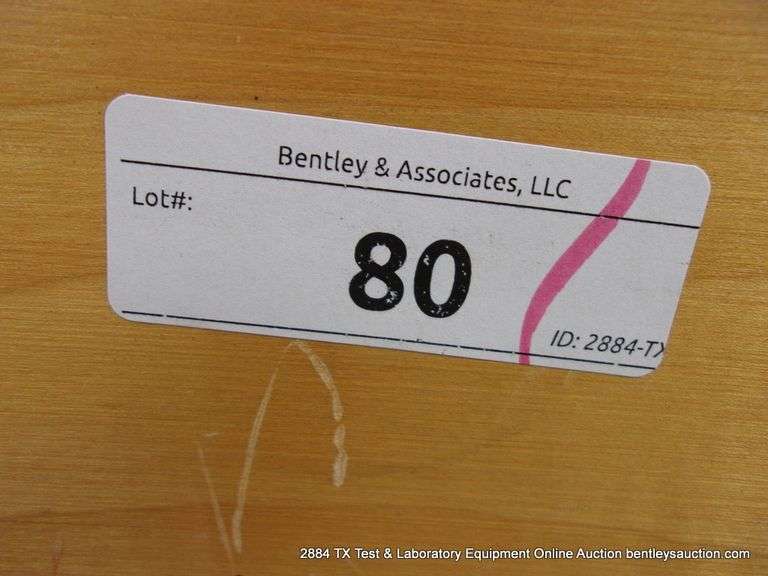 Bentley & Associates, LLC
Lot#:
80
ID: 2884-TX
2884 TX Test & Laboratory Equipment Online Auction bentleysauction.com